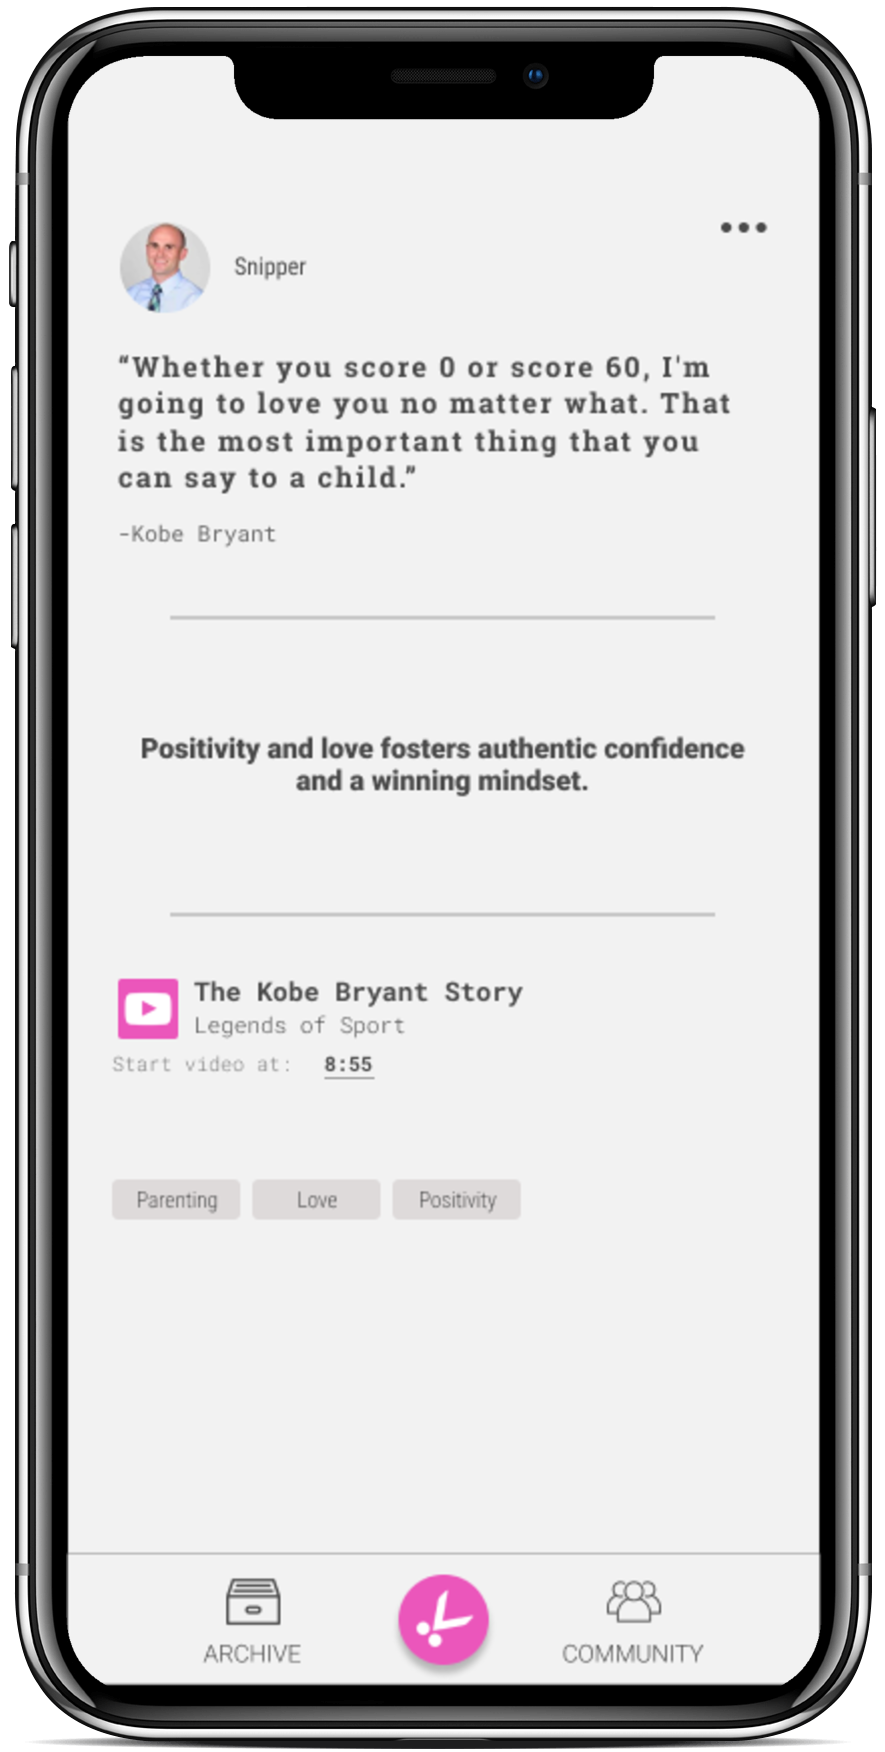 Snipper
“Whether you score 0 or score 60, I'm
going to love you no matter what. That
is the most important thing that you
can say to a child.”
-Kobe Bryant
Positivity and love fosters authentic confidence
and a winning mindset.
The Kobe Bryant Story
Legends of Sport
Start video at: 8:55
Parenting Love Positivity
ARCHIVE COMMUNITY